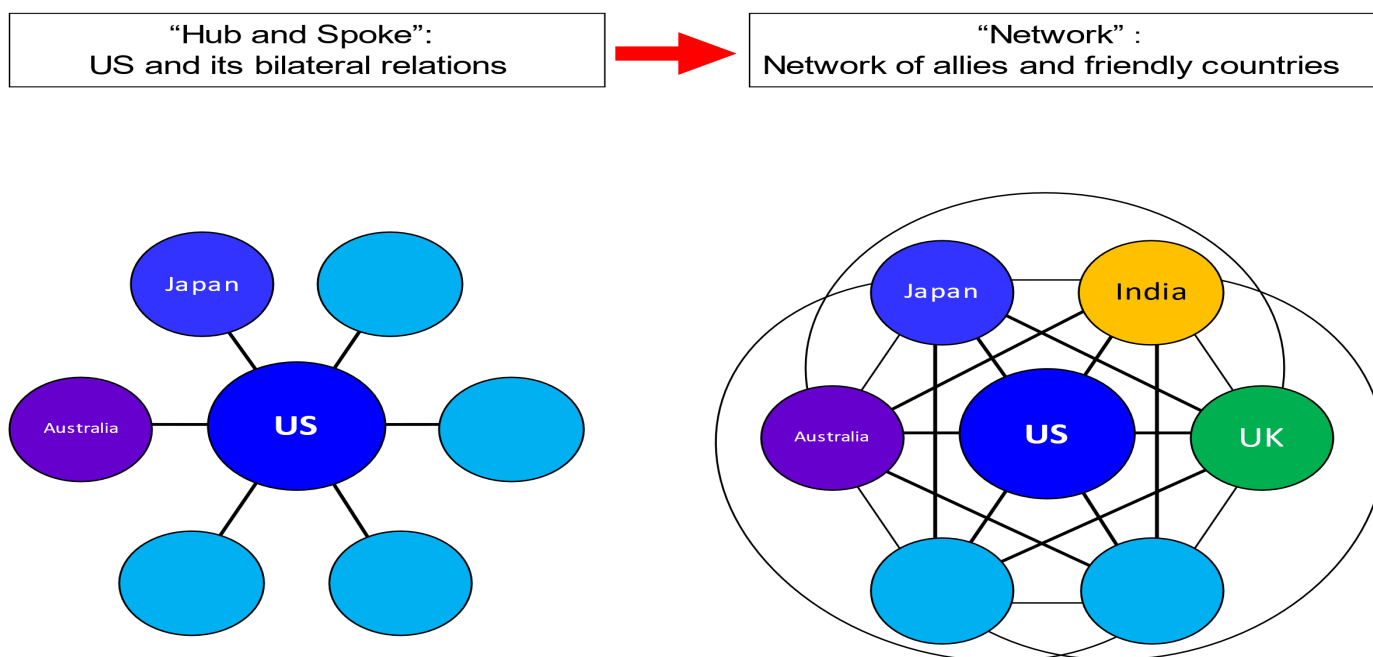 “Hub and Spoke”:
US and its bilateral relations
“Network” :
Network of allies and friendly countries
Japan
Australia
US
Japan
India
Australia
US
UK